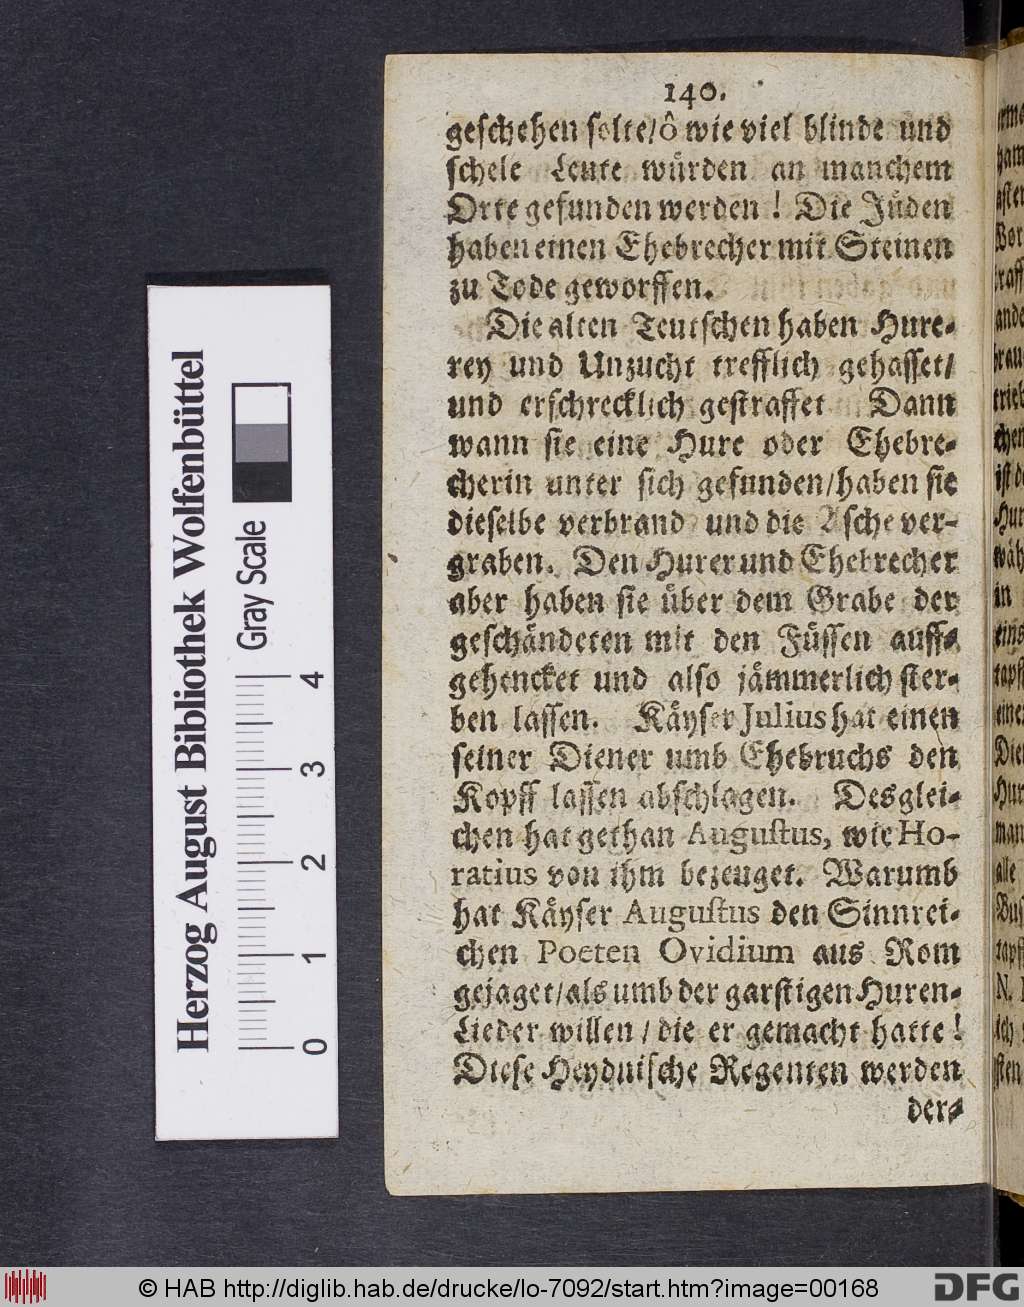 140.
geschehen solte/ô wie viel blinde und
schele Leute würden an manchem
Orte gefunden werden! Die Jüden
haben einen Ehebrecher mit Steinen
zu Tode geworffen.
Die alten Teutschen haben Hure-
rey und Unzucht trefflich gehasset/
und erschrecklich gestraffet Dann
wann sie eine Hure oder Ehebre-
cherin unter sich gefunden/haben sie
dieselbe verbrand und die Asche ver-
graben. Den Hurer und Ehebrecher
aber haben sie über dem Grabe der
geschändeten mit den Füssen auff-
gehencket und also jämmerlich ster-
ben lassen. Käyser Julius hat einen
seiner Diener umb Ehebruchs den
Kopff lassen abschlagen. Desglei-
chen hat gethan Augustus, wie Ho-
ratius von ihm bezeuget. Warumb
hat Käyser Augustus den Sinnrei-
chen Poeten Ovidium aus Rom
gejaget/als umb der garstigen Huren-
Lieder willen/die er gemacht hatte!
Diese Heydnische Regenten werden
der-
Herzog August Bibliothek Wolfenbüttel
Gray Scale
0 1 2 3 4
© HAB http://diglib.hab.de/drucke/lo-7092/start.htm?image=00168
DFG